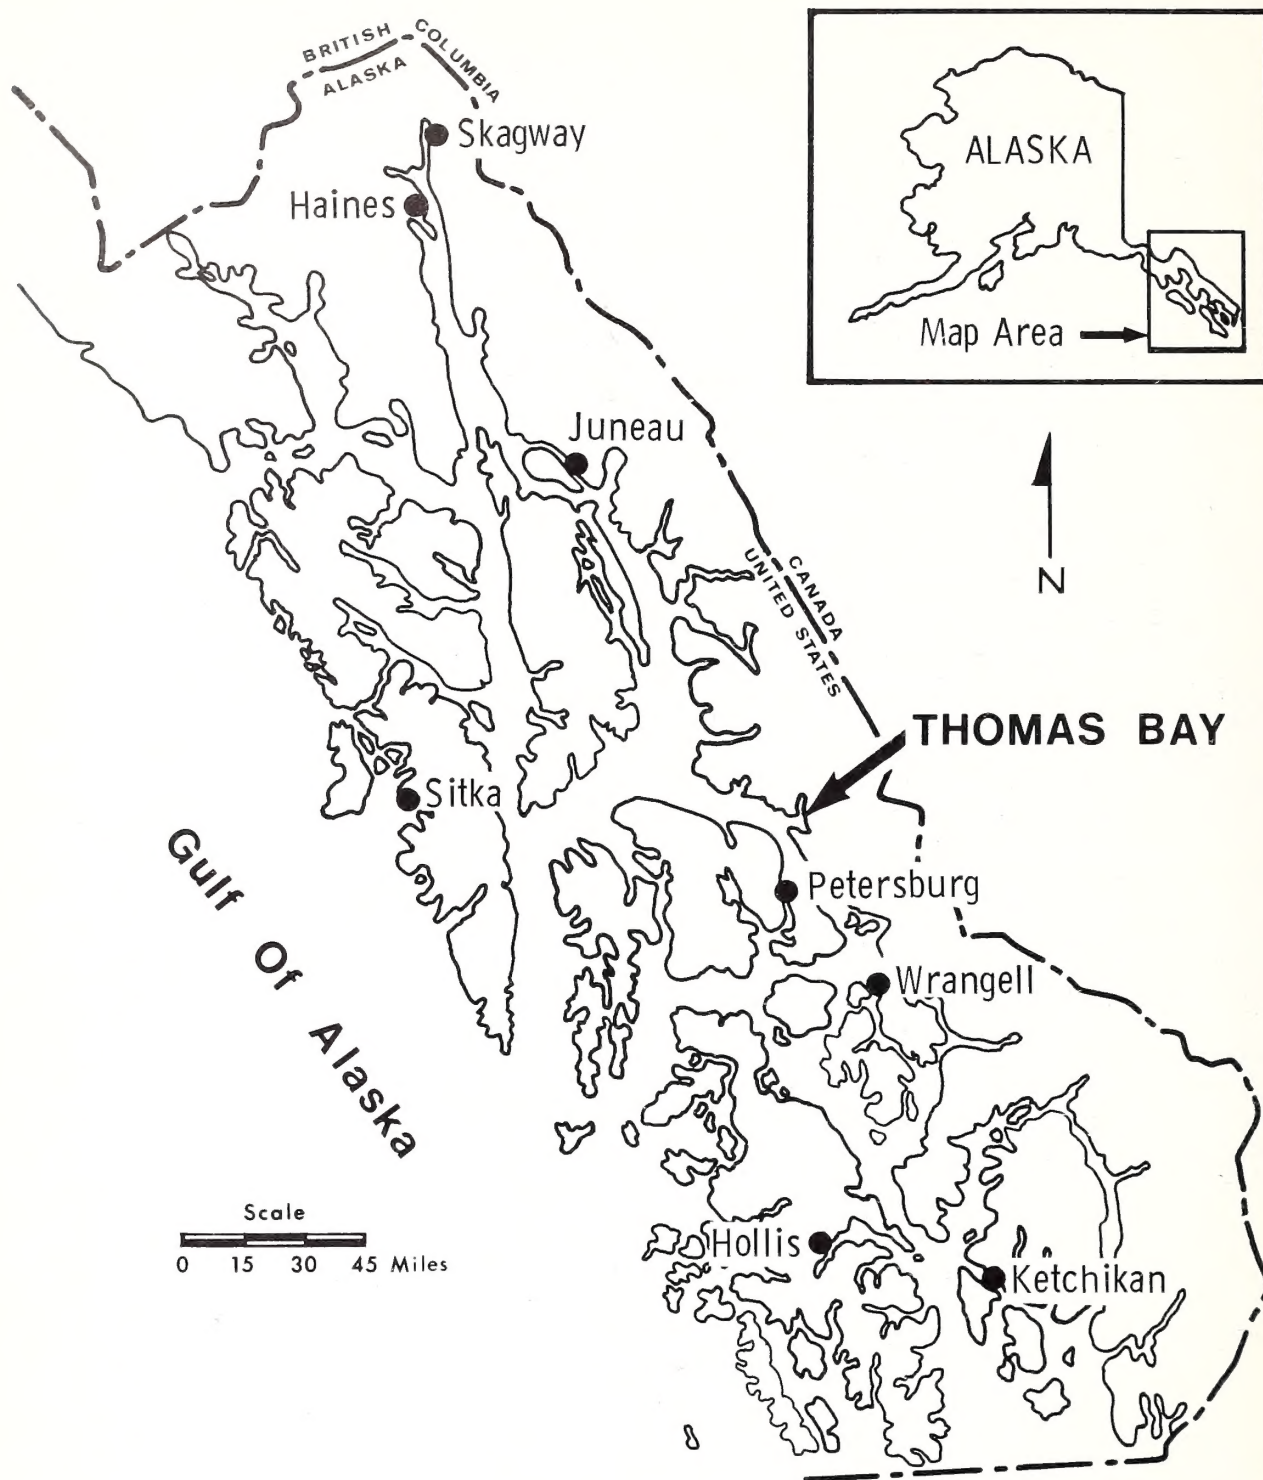 BRITISH COLUMBIA
ALASKA
Skagway
Haines
ALASKA
Map Area
Juneau
N
CANADA
UNITED STATES
THOMAS BAY
Sitka
Petersburg
Wrangell
Gulf Of Alaska
Scale
0 15 30 45 Miles
Hollis
Ketchikan